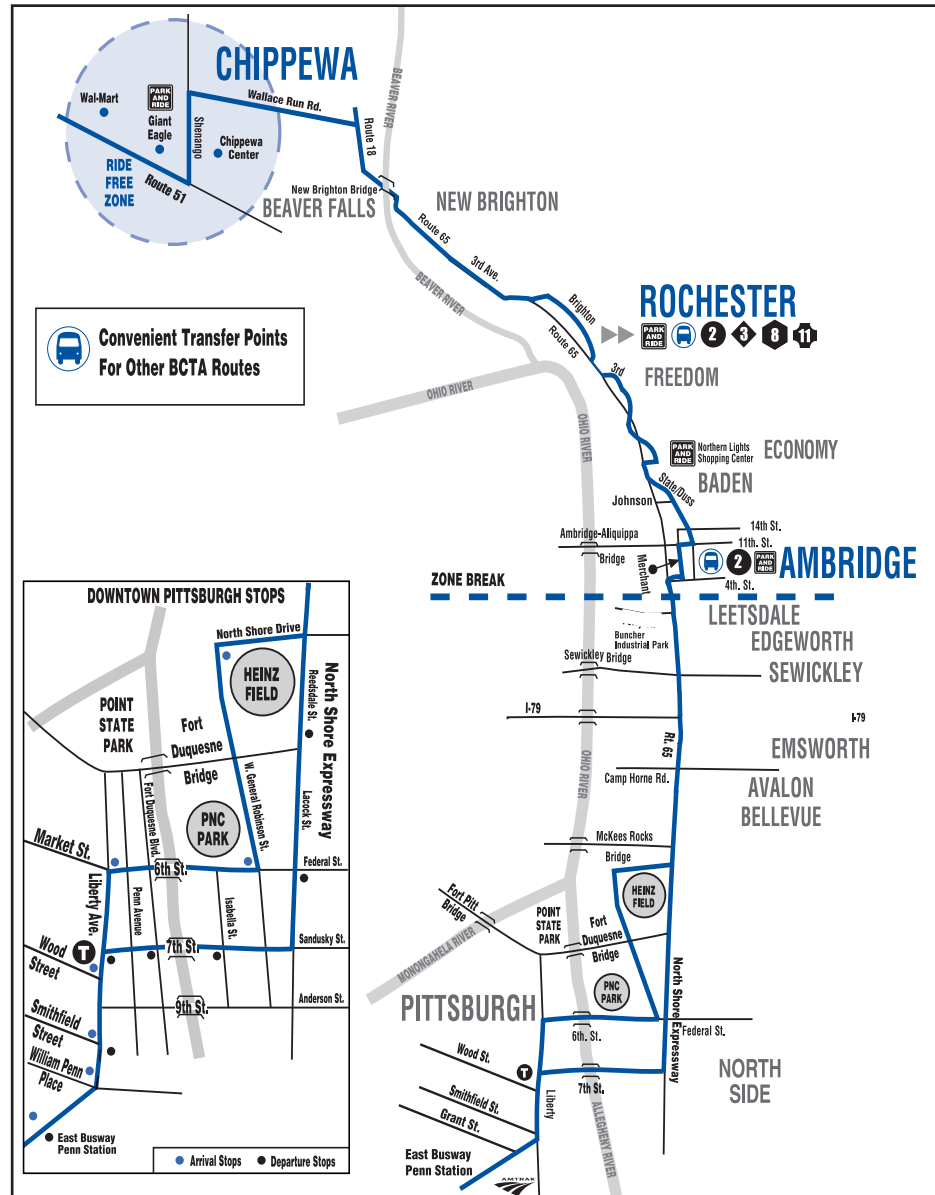 CHIPPEWA
BEAVER RIVER
Wal-Mart
PARK
AND
RIDE
Giant
Eagle
Shenango
Chippewa
Center
Wallace Run Rd.
Route 18
RIDE
FREE
ZONE
Route 51
New Brighton Bridge
BEAVER FALLS
NEW BRIGHTON
Route 65
3rd Ave.
BEAVER RIVER
Convenient Transfer Points
For Other BCTA Routes
Brighton
Route 65
ROCHESTER
PARK
AND
RIDE
2 3 8 11
3rd
FREEDOM
OHIO RIVER
OHIO RIVER
PARK
AND
RIDE
Northern Lights
Shopping Center
ECONOMY
BADEN
State/Duss
Johnson
14th St.
11th. St.
Ambridge-Aliquippa
Bridge
Merchant
2
PARK
AND
RIDE
AMBRIDGE
4th. St.
ZONE BREAK
LEETSDALE
EDGEWORTH
Buncher
Industrial Park
Sewickley Bridge
SEWICKLEY
I-79
I-79
Rt. 65
OHIO RIVER
EMSWORTH
Camp Horne Rd.
AVALON
BELLEVUE
McKees Rocks
Bridge
HEINZ
FIELD
Fort Pitt
Bridge
POINT
STATE
PARK
Fort
Duquesne
Bridge
MONONGAHELA RIVER
PNC
PARK
North Shore Expressway
PITTSBURGH
6th. St.
Federal St.
Wood St.
T
7th St.
NORTH
SIDE
Smithfield St.
Grant St.
Liberty
ALLEGHENY RIVER
East Busway
Penn Station
AMTRAK
DOWNTOWN PITTSBURGH STOPS
North Shore Drive
HEINZ
FIELD
Reedsdale St.
North Shore Expressway
POINT
STATE
PARK
Fort
Duquesne
Bridge
Fort Duquesne Blvd.
W. General Robinson St.
Lacock St.
PNC
PARK
Market St.
6th St.
Federal St.
Liberty Ave.
Penn Avenue
Isabella St.
Wood
Street
T
7th St.
Sandusky St.
9th St.
Anderson St.
Smithfield
Street
William Penn
Place
East Busway
Penn Station
Arrival Stops
Departure Stops